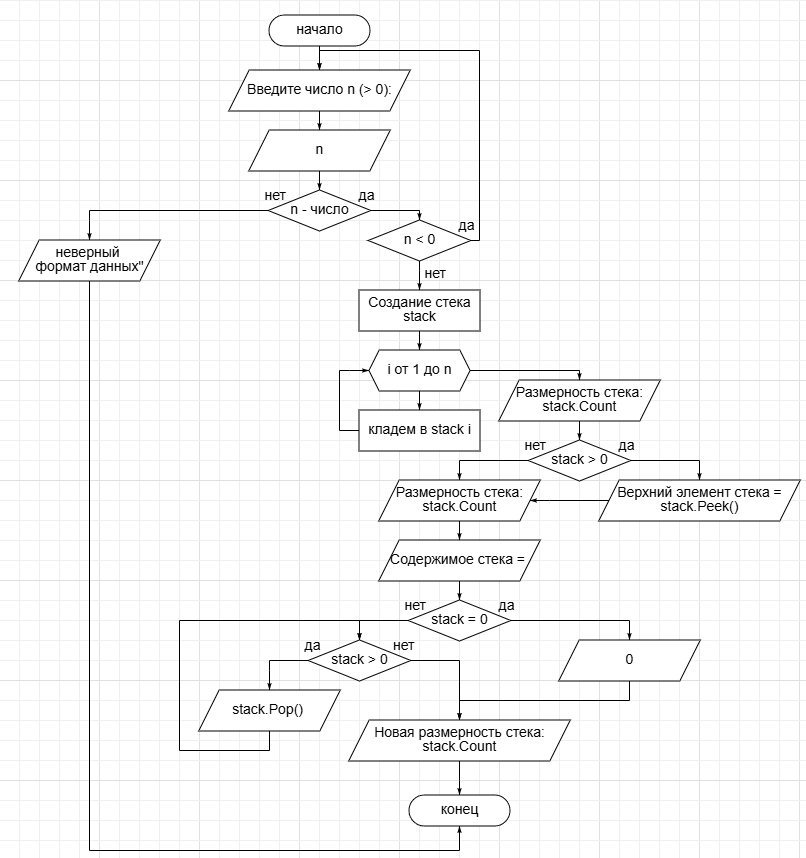 начало
Введите число n (> 0):
n
нет
да
n - число
да
n < 0
нет
неверный
формат данных"
Создание стека
stack
i от 1 до n
Размерность стека:
stack.Count
кладем в stack i
нет
да
stack > 0
Размерность стека:
stack.Count
Верхний элемент стека =
stack.Peek()
Содержимое стека =
нет
да
stack = 0
да
нет
stack > 0
0
stack.Pop()
Новая размерность стека:
stack.Count
конец